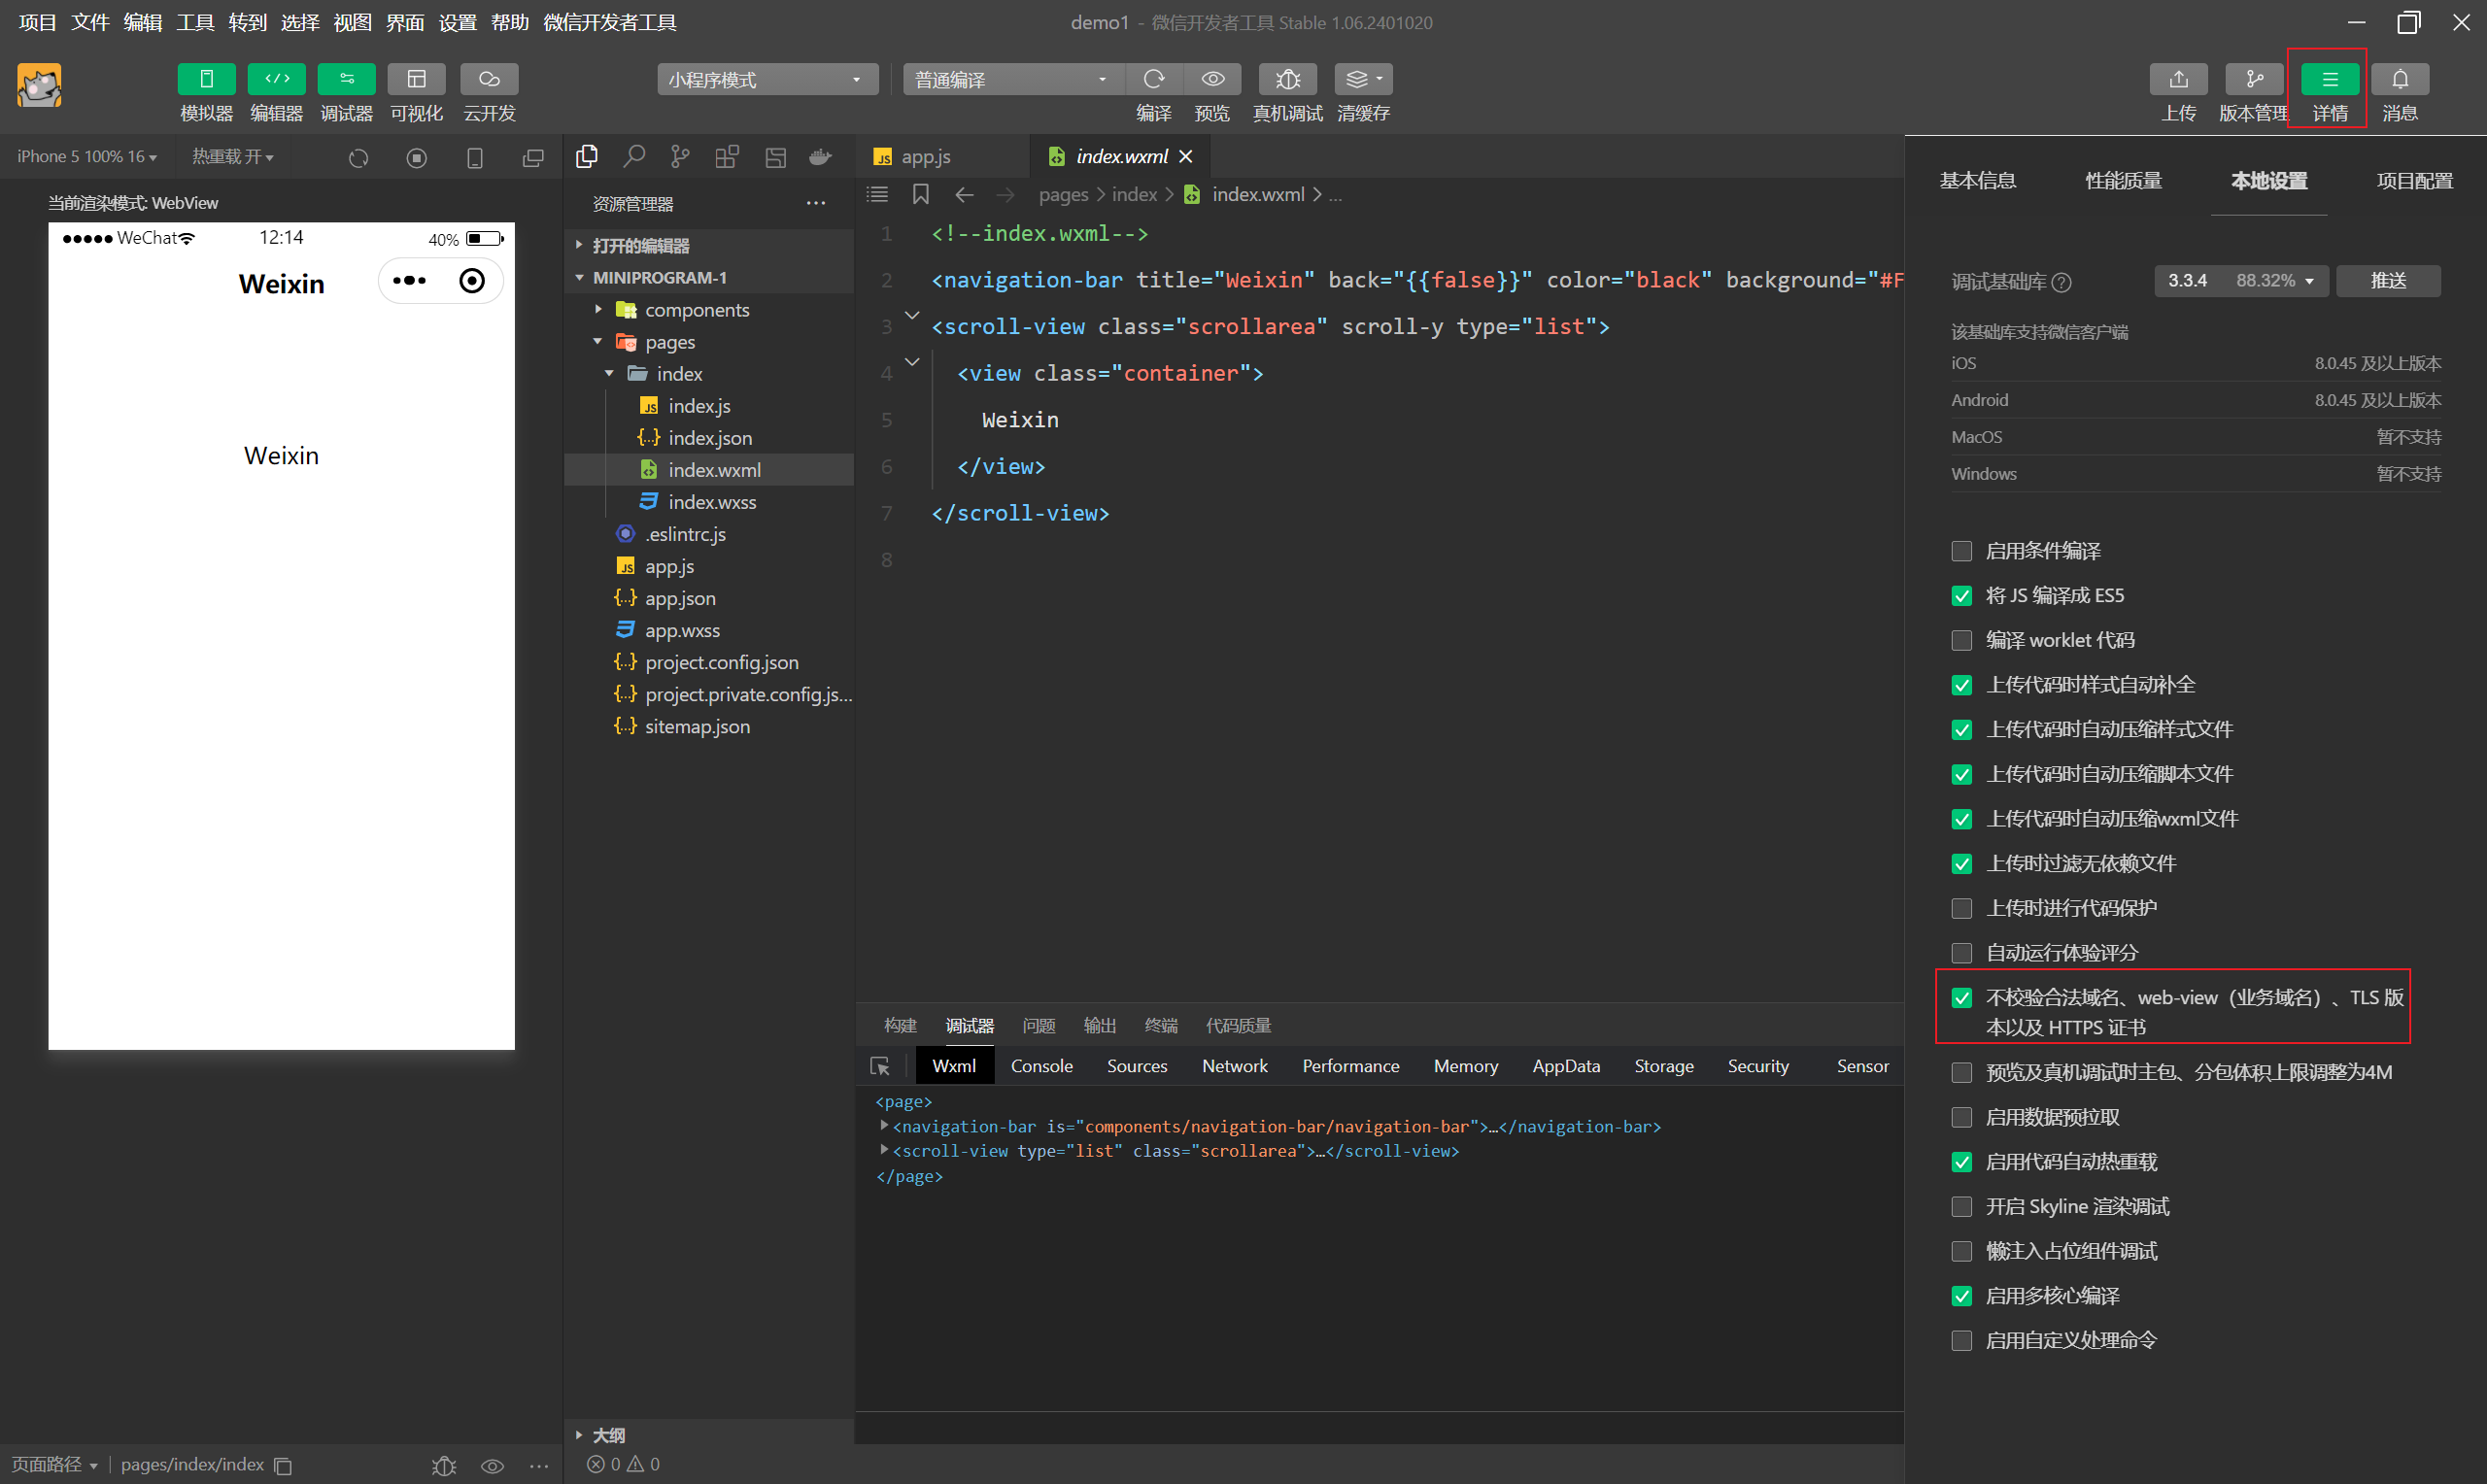 项目 文件 编辑 工具 转到 选择 视图 界面 设置 帮助 微信开发者工具
demo1 - 微信开发者工具 Stable 1.06.2401020
模拟器 编辑器 调试器 可视化 云开发
小程序模式
普通编译
编译 预览 真机调试 清缓存
上传 版本管理 详情 消息
iPhone 5 100% 16
热重载 开
当前渲染模式: WebView
WeChat 12:14 40%
Weixin
Weixin
资源管理器
打开的编辑器
MINIPROGRAM-1
components
pages
index
index.js
index.json
index.wxml
index.wxss
.eslintrc.js
app.js
app.json
app.wxss
project.config.json
project.private.config.js...
sitemap.json
大纲
页面路径 | pages/index/index
0 0
app.js
index.wxml
pages > index > index.wxml > ...
1 <!--index.wxml-->
2 <navigation-bar title="Weixin" back="{{false}}" color="black" background="#F
3 <scroll-view class="scrollarea" scroll-y type="list">
4 <view class="container">
5 Weixin
6 </view>
7 </scroll-view>
8
构建 调试器 问题 输出 终端 代码质量
Wxml Console Sources Network Performance Memory AppData Storage Security Sensor
<page>
<navigation-bar is="components/navigation-bar/navigation-bar">…</navigation-bar>
<scroll-view type="list" class="scrollarea">…</scroll-view>
</page>
基本信息 性能质量 本地设置 项目配置
调试基础库 3.3.4 88.32% 推送
该基础库支持微信客户端
iOS 8.0.45 及以上版本
Android 8.0.45 及以上版本
MacOS 暂不支持
Windows 暂不支持
启用条件编译
将 JS 编译成 ES5
编译 worklet 代码
上传代码时样式自动补全
上传代码时自动压缩样式文件
上传代码时自动压缩脚本文件
上传代码时自动压缩wxml文件
上传时过滤无依赖文件
上传时进行代码保护
自动运行体验评分
不校验合法域名、web-view（业务域名）、TLS 版
本以及 HTTPS 证书
预览及真机调试时主包、分包体积上限调整为4M
启用数据预拉取
启用代码自动热重载
开启 Skyline 渲染调试
懒注入占位组件调试
启用多核心编译
启用自定义处理命令